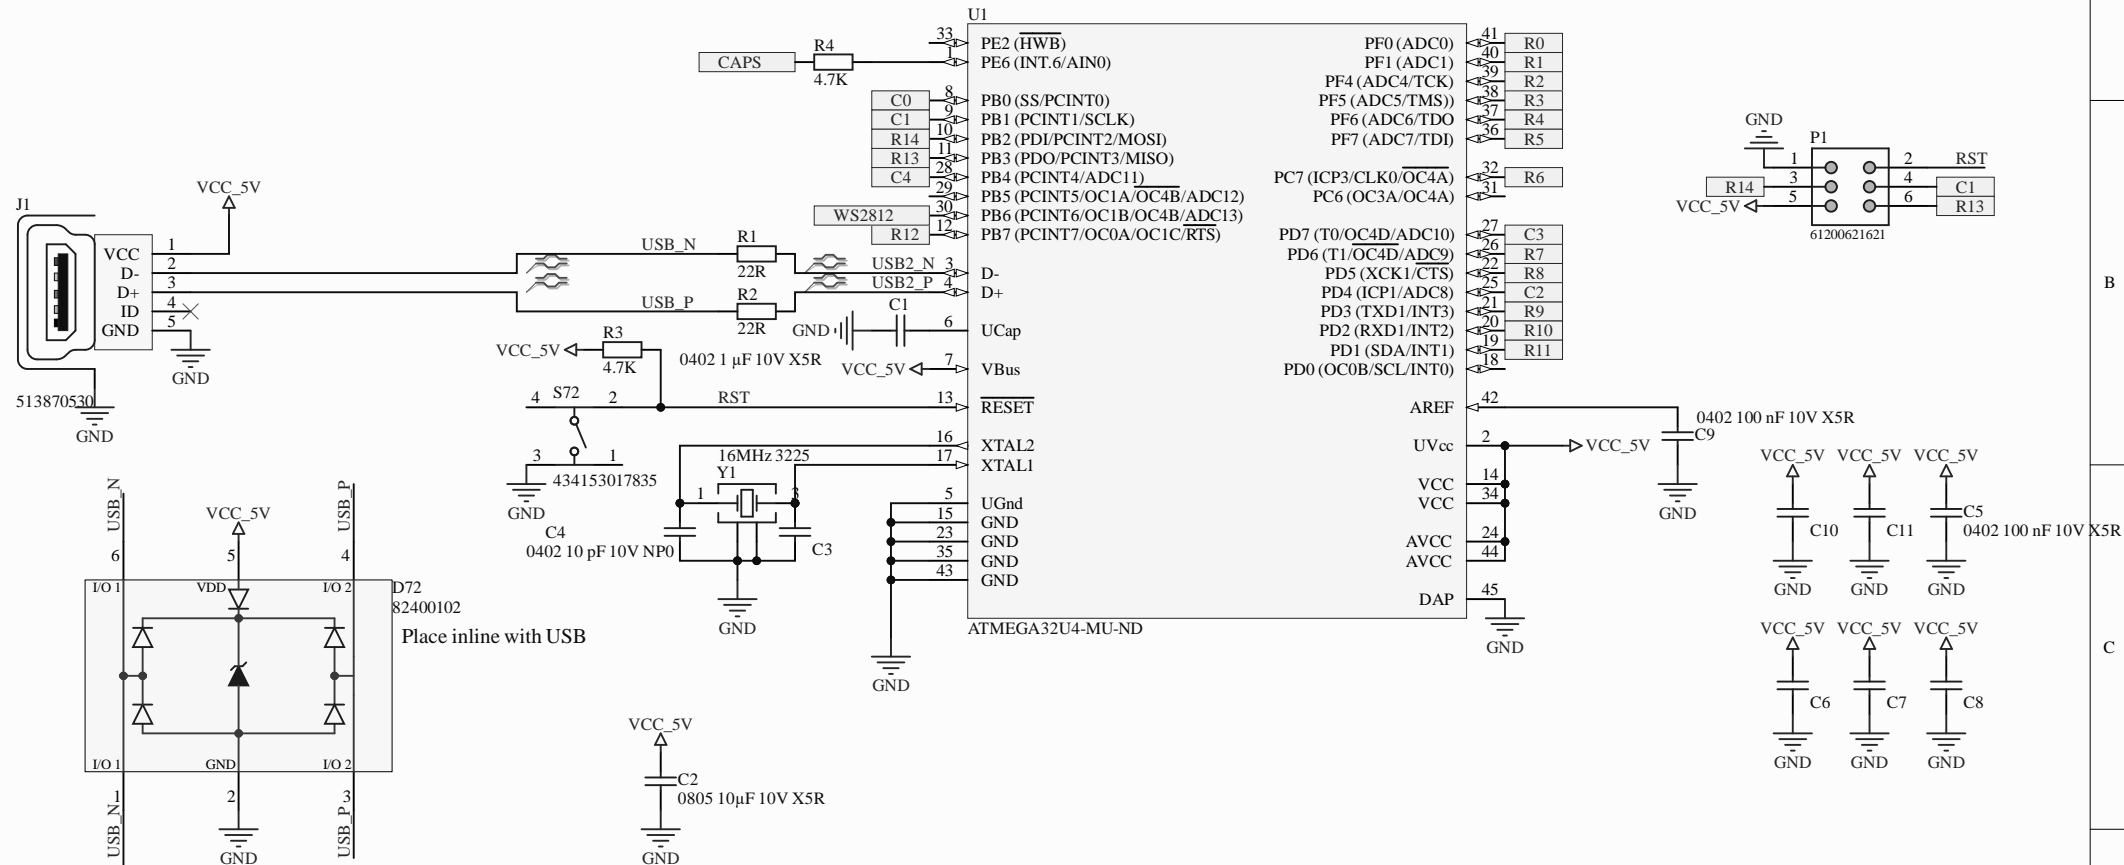 U1
33 PE2 (HWB) PF0 (ADC0) 41 R0
CAPS R4 4.7K 1 PE6 (INT.6/AIN0) PF1 (ADC1) 40 R1
PF4 (ADC4/TCK) 39 R2
C0 8 PB0 (SS/PCINT0) PF5 (ADC5/TMS)) 38 R3
C1 9 PB1 (PCINT1/SCLK) PF6 (ADC6/TDO 37 R4
R14 10 PB2 (PDI/PCINT2/MOSI) PF7 (ADC7/TDI) 36 R5
R13 11 PB3 (PDO/PCINT3/MISO)
C4 28 PB4 (PCINT4/ADC11) PC7 (ICP3/CLK0/OC4A) 32 R6
29 PB5 (PCINT5/OC1A/OC4B/ADC12) PC6 (OC3A/OC4A) 31
WS2812 30 PB6 (PCINT6/OC1B/OC4B/ADC13)
R12 12 PB7 (PCINT7/OC0A/OC1C/RTS) PD7 (T0/OC4D/ADC10) 27 C3
PD6 (T1/OC4D/ADC9) 26 R7
USB2_N 3 D- PD5 (XCK1/CTS) 22 R8
USB2_P 4 D+ PD4 (ICP1/ADC8) 25 C2
PD3 (TXD1/INT3) 21 R9
GND C1 6 UCap PD2 (RXD1/INT2) 20 R10
0402 1 µF 10V X5R
PD1 (SDA/INT1) 19 R11
VCC_5V 7 VBus PD0 (OC0B/SCL/INT0) 18
RST 13 RESET AREF 42
16 XTAL2 UVcc 2 VCC_5V
17 XTAL1
VCC 14
5 UGnd VCC 34
15 GND
23 GND AVCC 24
35 GND AVCC 44
43 GND
DAP 45
GND
GND
ATMEGA32U4-MU-ND
J1
VCC_5V
VCC 1
D- 2
D+ 3
ID 4
GND 5
GND
513870530
GND
USB_N R1
22R
USB_P R2
22R
VCC_5V R3
4.7K
4 S72 2
3 1
434153017835
GND
16MHz 3225
Y1
1 3
C4
0402 10 pF 10V NP0
C3
GND
USB_N VCC_5V USB_P
6 5 4
I/O 1 VDD I/O 2
D72
82400102
Place inline with USB
I/O 1 GND I/O 2
1 2 3
USB_N USB_P
GND
VCC_5V
C2
0805 10µF 10V X5R
GND
GND P1
1 2 RST
R14 3 4 C1
VCC_5V 5 6 R13
61200621621
0402 100 nF 10V X5R
C9
GND
VCC_5V VCC_5V VCC_5V
C10 C11 C5
0402 100 nF 10V X5R
GND GND GND
VCC_5V VCC_5V VCC_5V
C6 C7 C8
GND GND GND
B
C